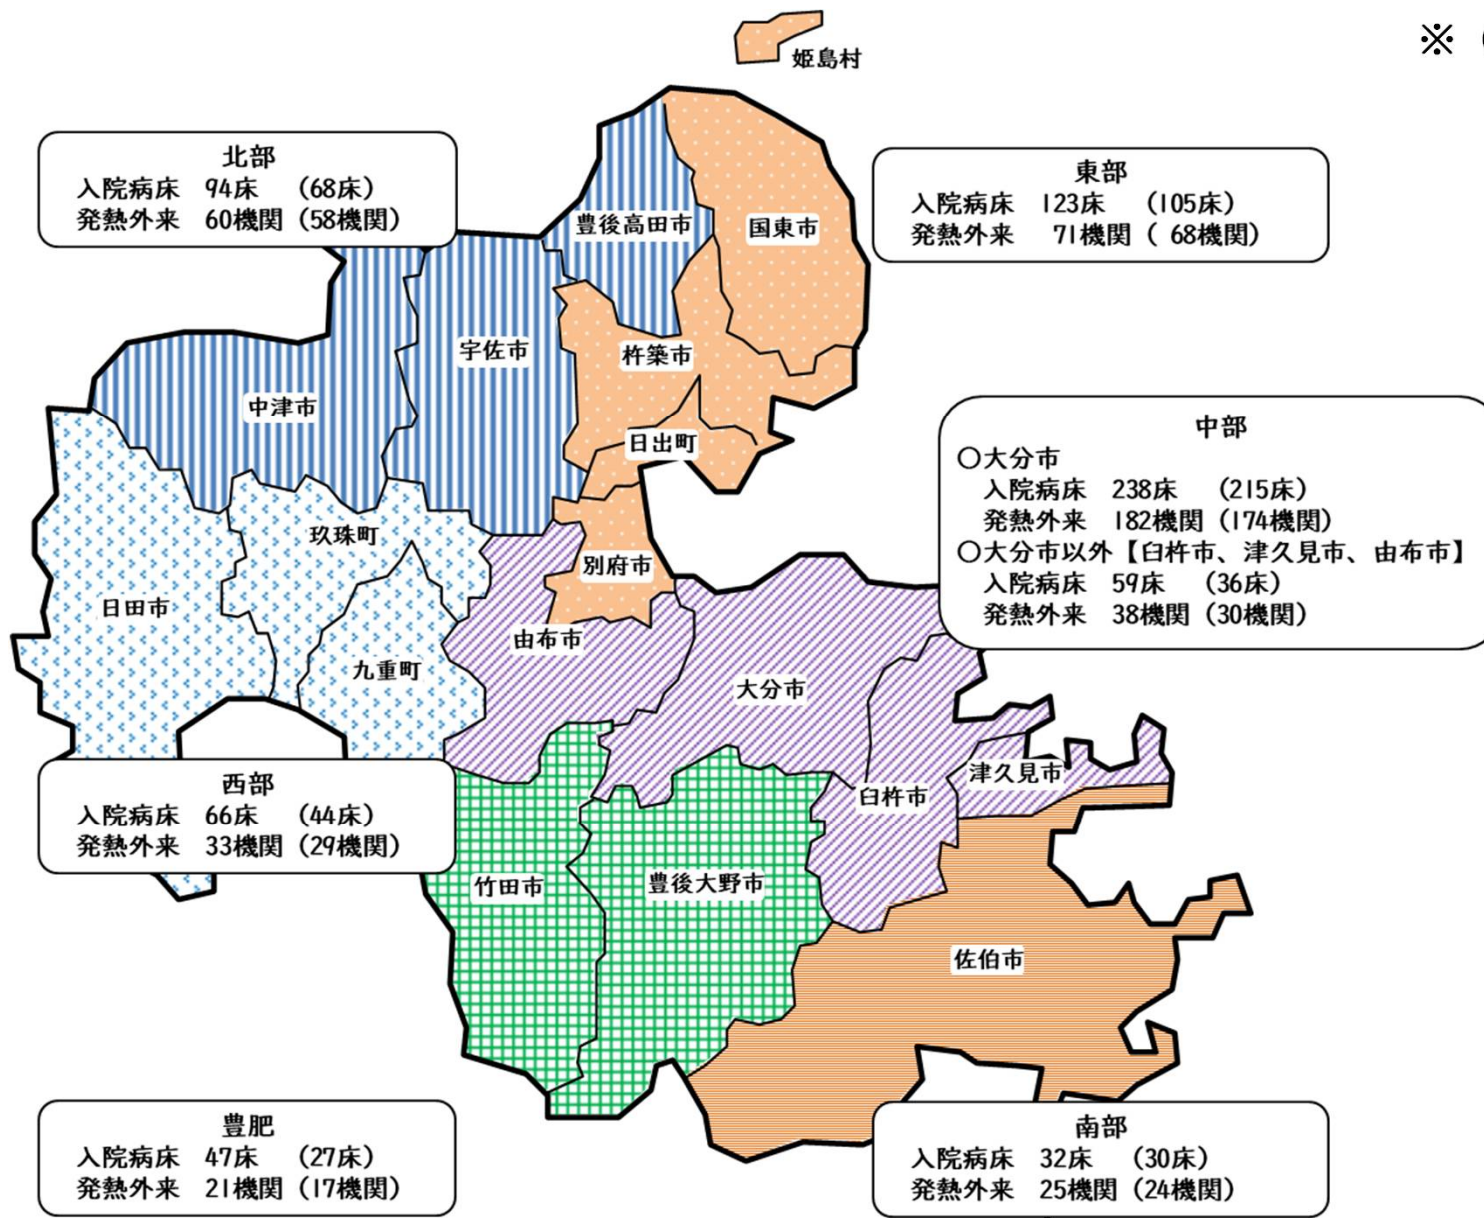 ※（
姫島村
北部
入院病床　94床　（68床）
発熱外来　60機関（58機関）
東部
入院病床　123床　（105床）
発熱外来　71機関（ 68機関）
豊後高田市
国東市
宇佐市
杵築市
中津市
日出町
中部
○大分市
入院病床　238床　（215床）
発熱外来　182機関（174機関）
○大分市以外【臼杵市、津久見市、由布市】
入院病床　59床　（36床）
発熱外来　38機関（30機関）
玖珠町
別府市
日田市
由布市
九重町
大分市
津久見市
臼杵市
西部
入院病床　66床　（44床）
発熱外来　33機関（29機関）
竹田市
豊後大野市
佐伯市
豊肥
入院病床　47床　（27床）
発熱外来　21機関（17機関）
南部
入院病床　32床　（30床）
発熱外来　25機関（24機関）